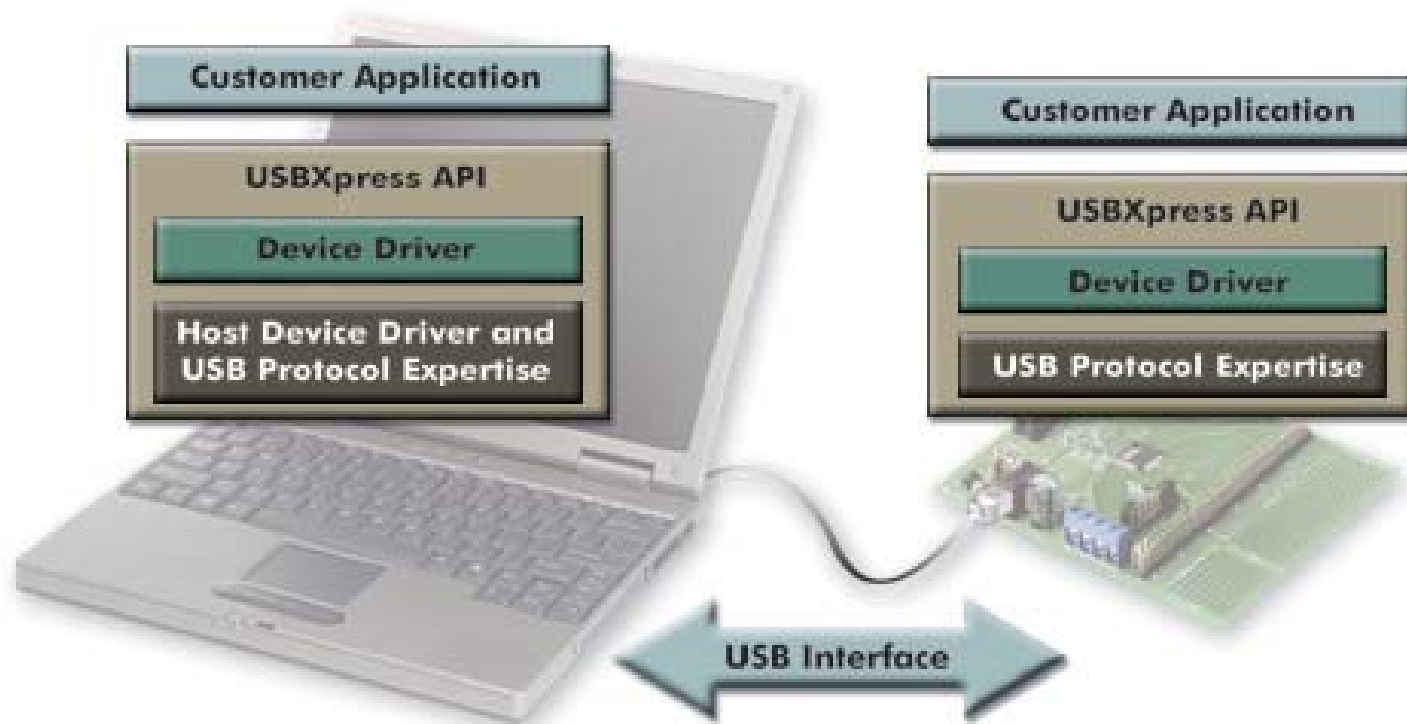 Customer Application
USBXpress API
Device Driver
Host Device Driver and
USB Protocol Expertise
Customer Application
USBXpress API
Device Driver
USB Protocol Expertise
USB Interface